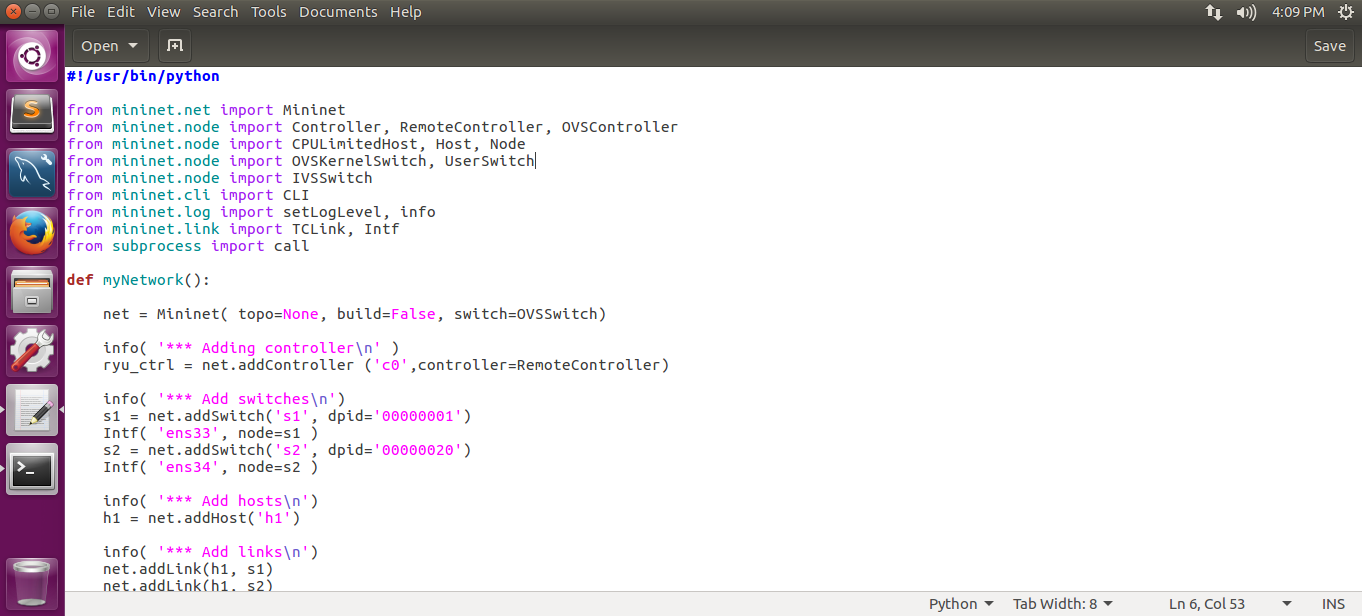 File Edit View Search Tools Documents Help 4:09 PM
Open Save
#!/usr/bin/python
from mininet.net import Mininet
from mininet.node import Controller, RemoteController, OVSController
from mininet.node import CPULimitedHost, Host, Node
from mininet.node import OVSKernelSwitch, UserSwitch
from mininet.node import IVSSwitch
from mininet.cli import CLI
from mininet.log import setLogLevel, info
from mininet.link import TCLink, Intf
from subprocess import call
def myNetwork():
net = Mininet( topo=None, build=False, switch=OVSSwitch)
info( '*** Adding controller\n' )
ryu_ctrl = net.addController ('c0',controller=RemoteController)
info( '*** Add switches\n')
s1 = net.addSwitch('s1', dpid='00000001')
Intf( 'ens33', node=s1 )
s2 = net.addSwitch('s2', dpid='00000020')
Intf( 'ens34', node=s2 )
info( '*** Add hosts\n')
h1 = net.addHost('h1')
info( '*** Add links\n')
net.addLink(h1, s1)
net.addLink(h1, s2)
Python Tab Width: 8 Ln 6, Col 53 INS